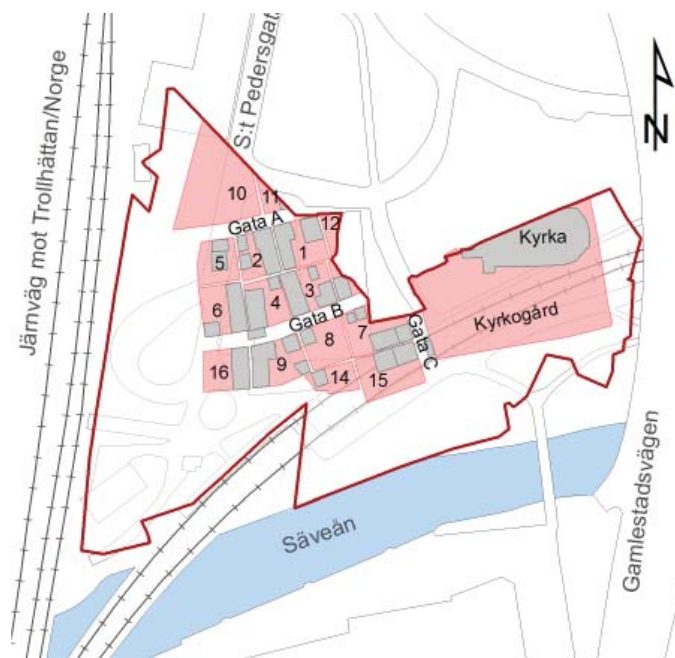 Järnväg mot Trollhättan/Norge
S:t Pedersgat
N
10
11
Gata A
12
Kyrka
5
2
1
Kyrkogård
6
4
3
Gata B
8
7
Gata C
16
9
14
15
Säveån
Gamlestadsvägen